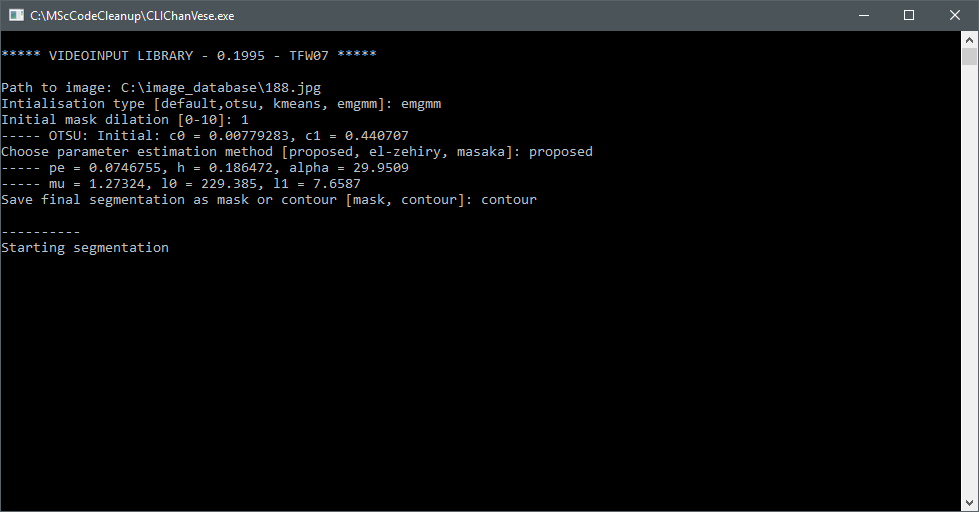 C:\MScCodeCleanup\CLIChanVese.exe
***** VIDEOINPUT LIBRARY - 0.1995 - TFW07 *****
Path to image: C:\image_database\188.jpg
Intialisation type [default,otsu, kmeans, emgmm]: emgmm
Initial mask dilation [0-10]: 1
----- OTSU: Initial: c0 = 0.00779283, c1 = 0.440707
Choose parameter estimation method [proposed, el-zehiry, masaka]: proposed
----- pe = 0.0746755, h = 0.186472, alpha = 29.9509
----- mu = 1.27324, l0 = 229.385, l1 = 7.6587
Save final segmentation as mask or contour [mask, contour]: contour
----------
Starting segmentation